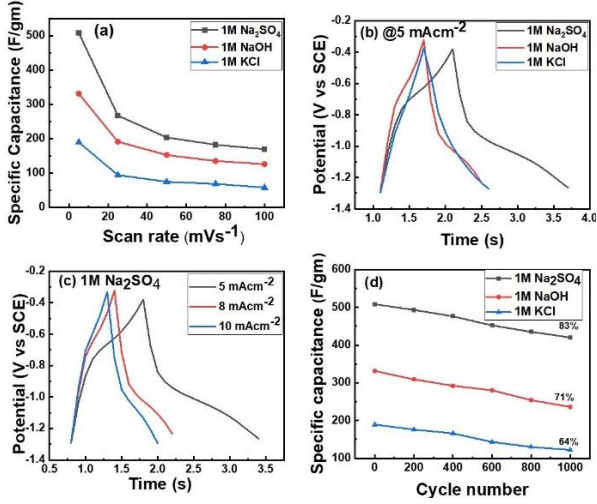 (a)
1M Na₂SO₄
1M NaOH
1M KCl
Specific Capacitance (F/gm)
500
400
300
200
100
0
0 20 40 60 80 100
Scan rate (mVs⁻¹)
(b) @5 mAcm⁻²
1M Na₂SO₄
1M NaOH
1M KCl
Potential (V vs SCE)
-0.4
-0.6
-0.8
-1.0
-1.2
-1.4
1.0 1.5 2.0 2.5 3.0 3.5 4.0
Time (s)
(c) 1M Na₂SO₄
5 mAcm⁻²
8 mAcm⁻²
10 mAcm⁻²
Potential (V vs SCE)
-0.2
-0.4
-0.6
-0.8
-1.0
-1.2
-1.4
0.5 1.0 1.5 2.0 2.5 3.0 3.5
Time (s)
(d)
1M Na₂SO₄
1M NaOH
1M KCl
Specific capacitance (F/gm)
600
500
400
300
200
100
83%
71%
64%
0 200 400 600 800 1000
Cycle number